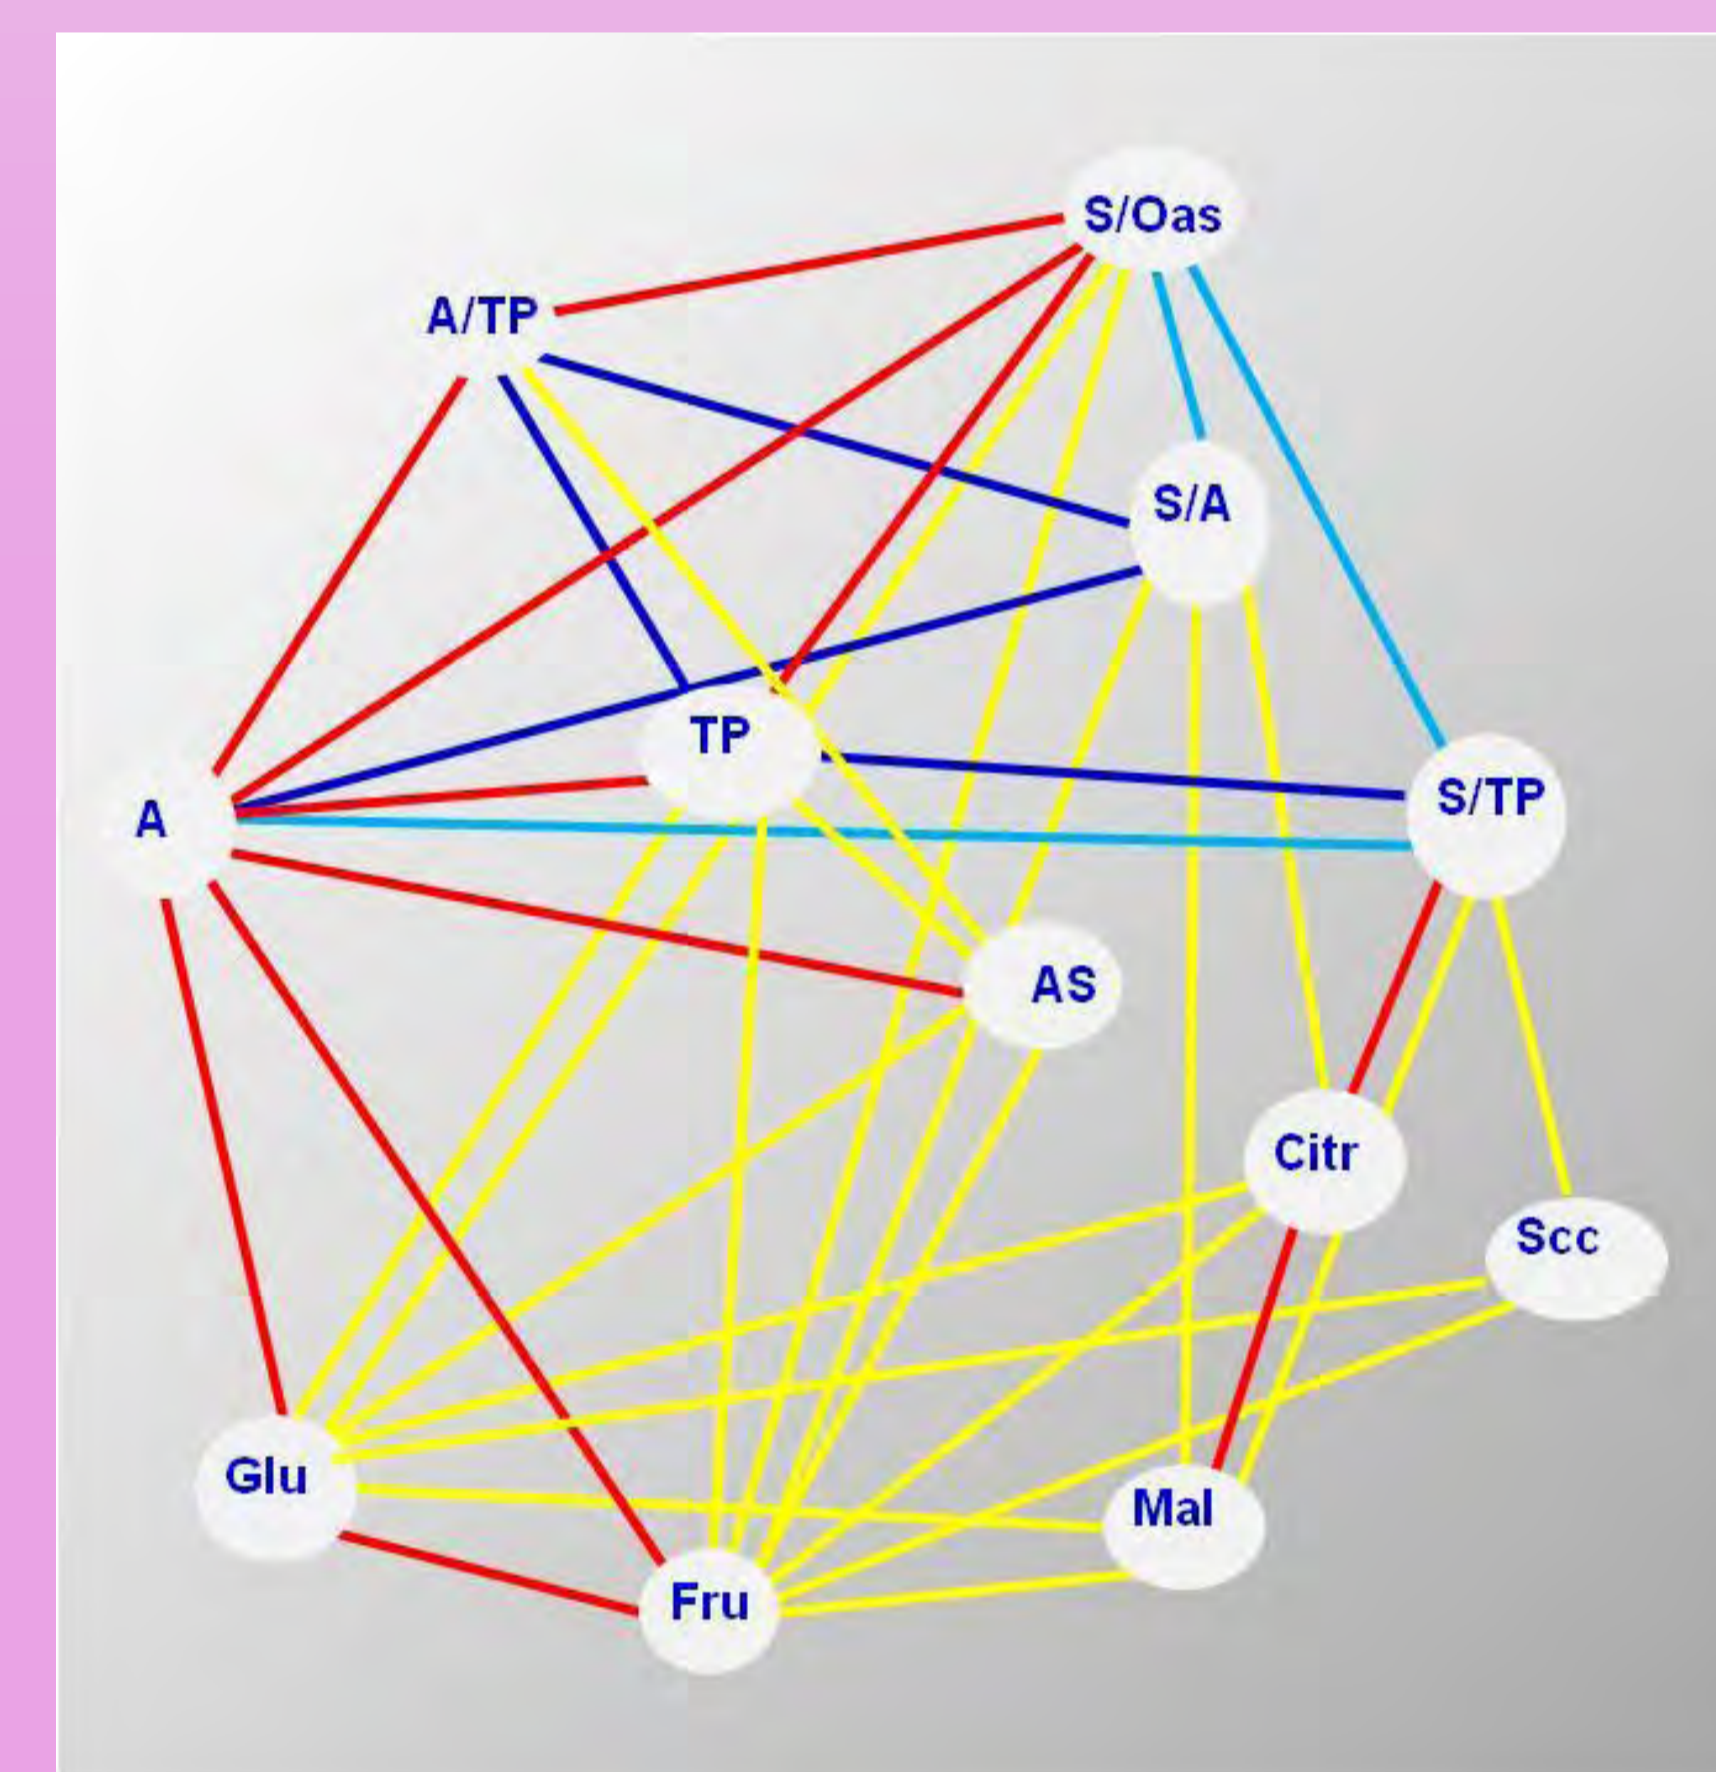 S/Oas
A/TP
S/A
TP
S/TP
A
AS
Citr
Scc
Glu
Mal
Fru